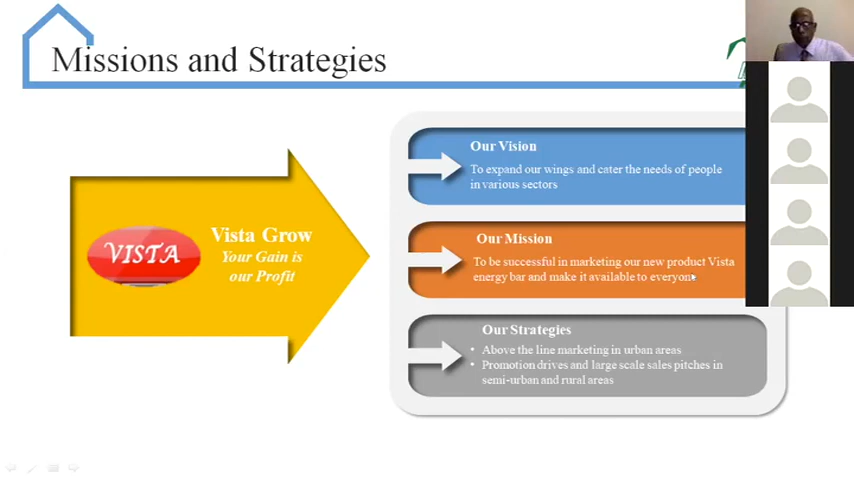 Missions and Strategies
VISTA
Vista Grow
Your Gain is
our Profit
Our Vision
To expand our wings and cater the needs of people
in various sectors
Our Mission
To be successful in marketing our new product Vista
energy bar and make it available to everyone
Our Strategies
• Above the line marketing in urban areas
• Promotion drives and large scale sales pitches in
semi-urban and rural areas